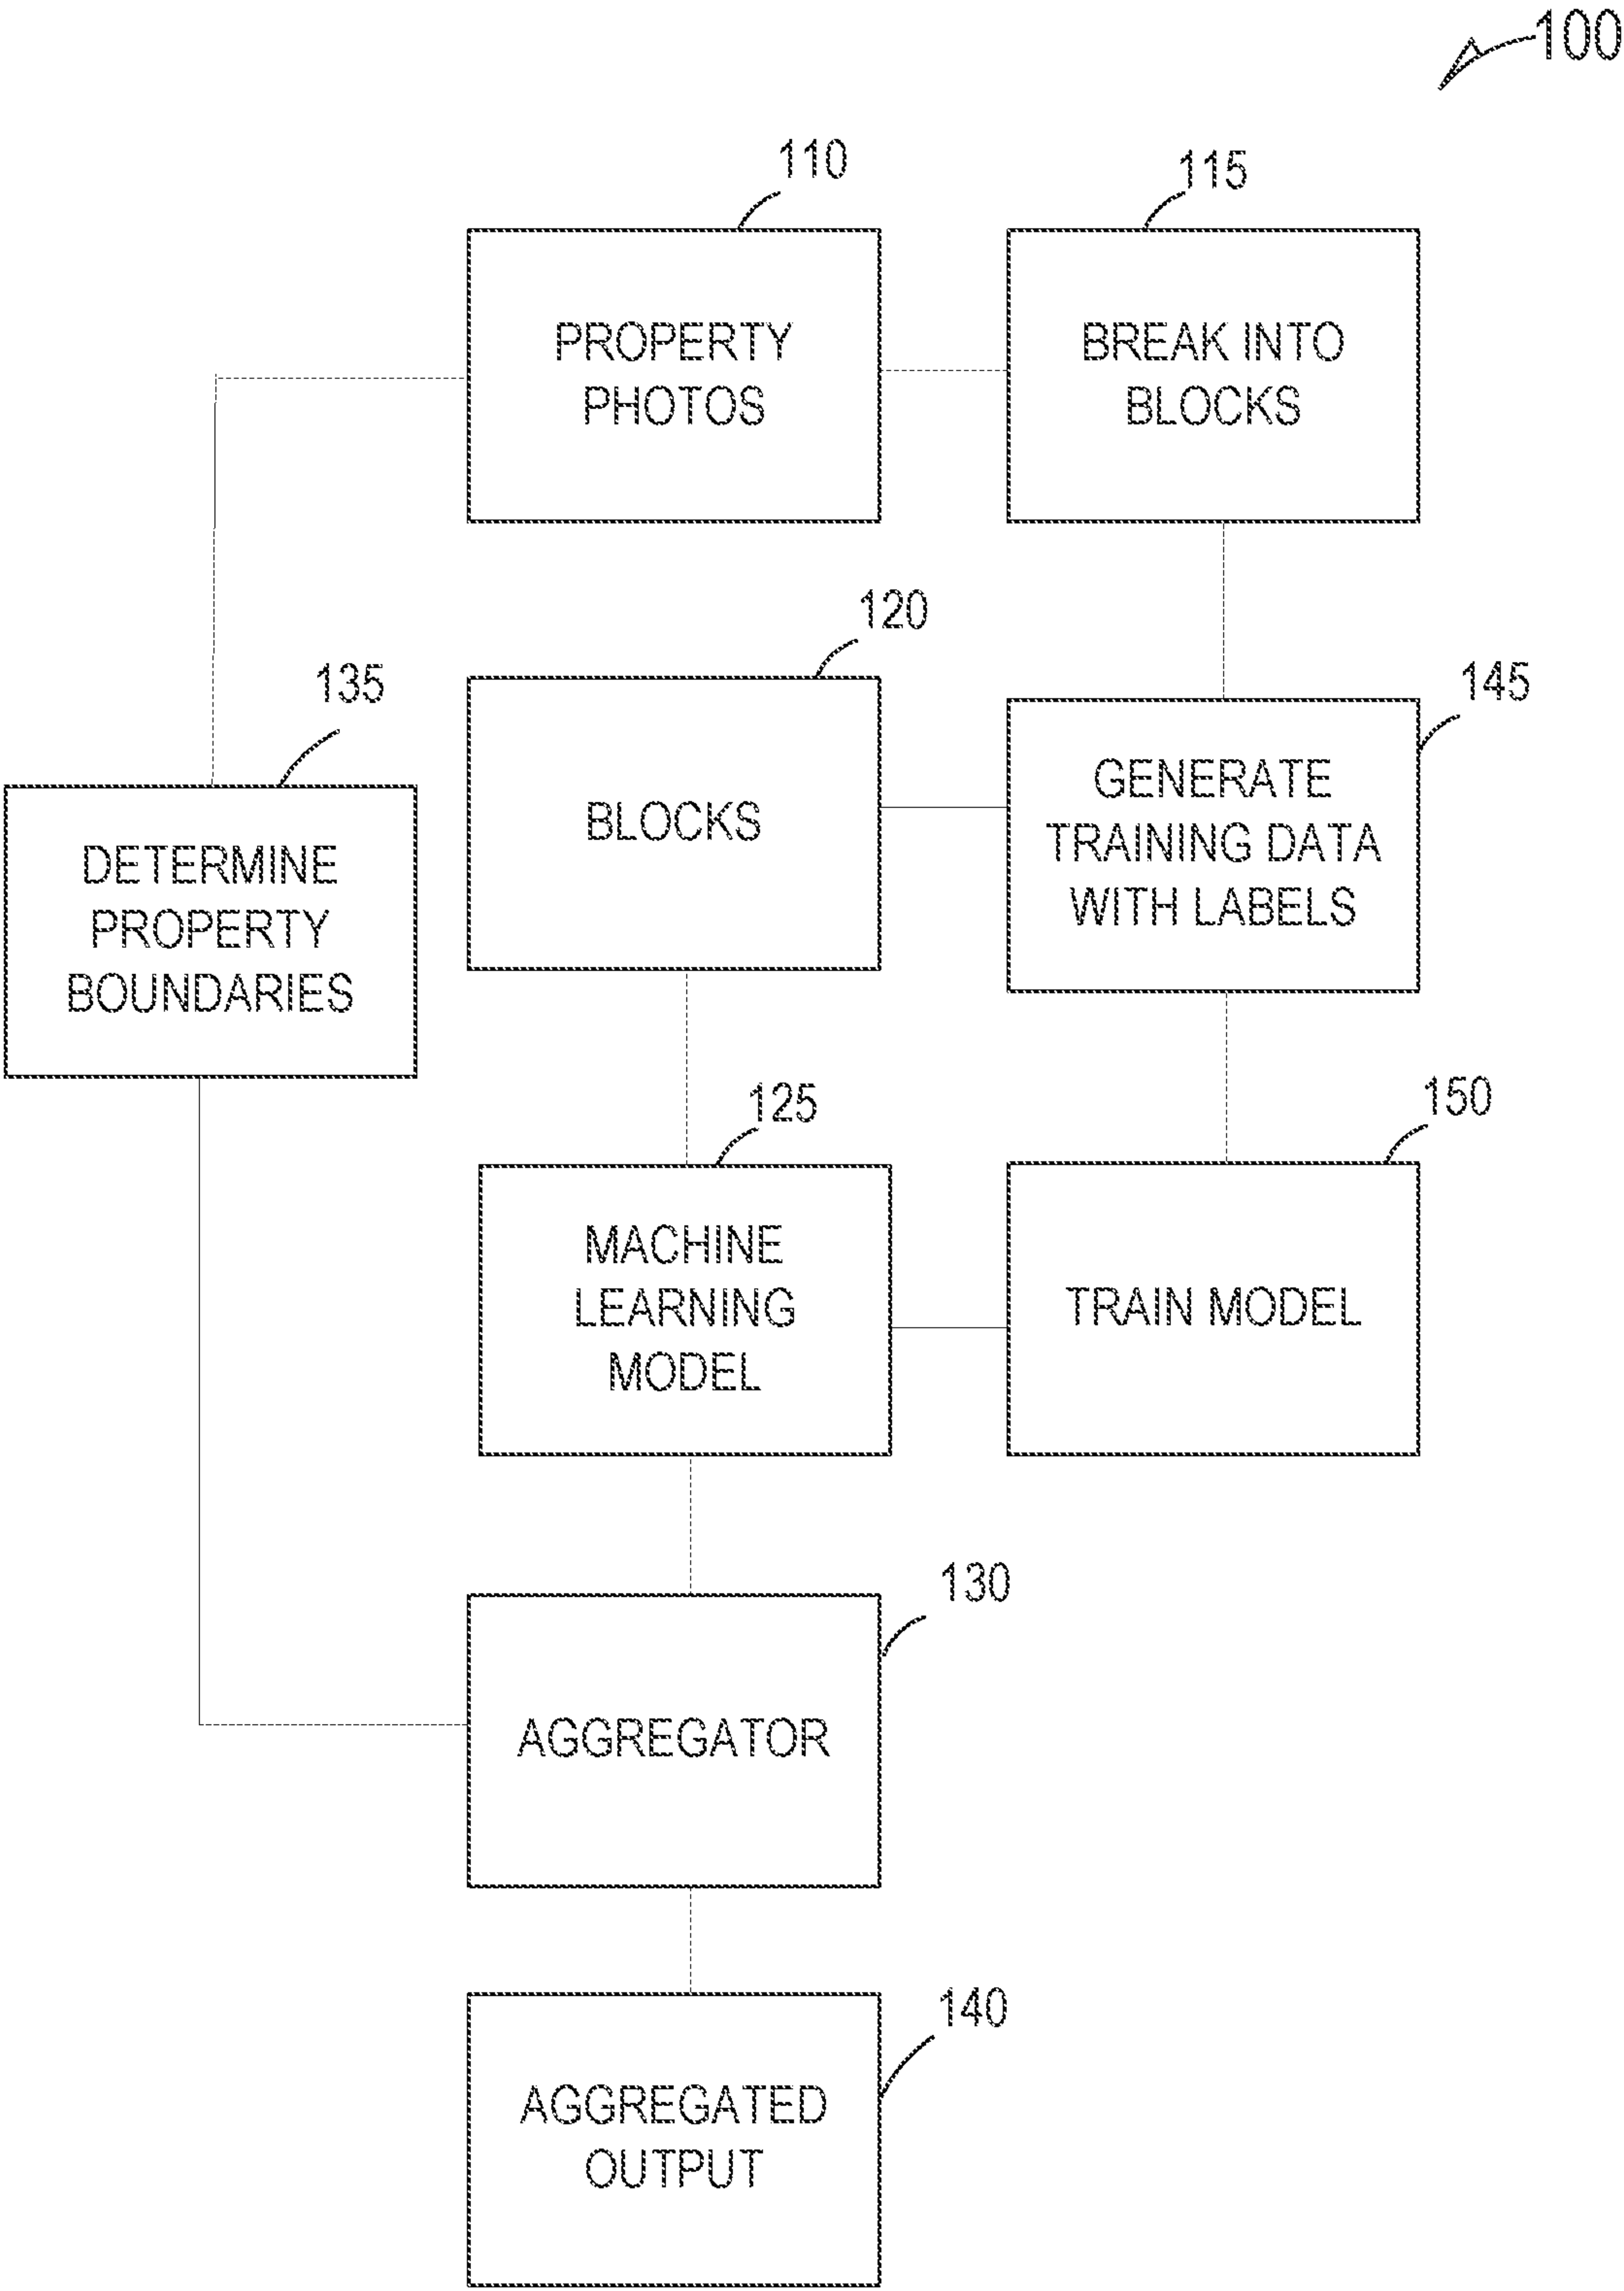 100
110
115
PROPERTY
PHOTOS
BREAK INTO
BLOCKS
120
135
145
BLOCKS
GENERATE
TRAINING DATA
WITH LABELS
DETERMINE
PROPERTY
BOUNDARIES
125
150
MACHINE
LEARNING
MODEL
TRAIN MODEL
130
AGGREGATOR
140
AGGREGATED
OUTPUT